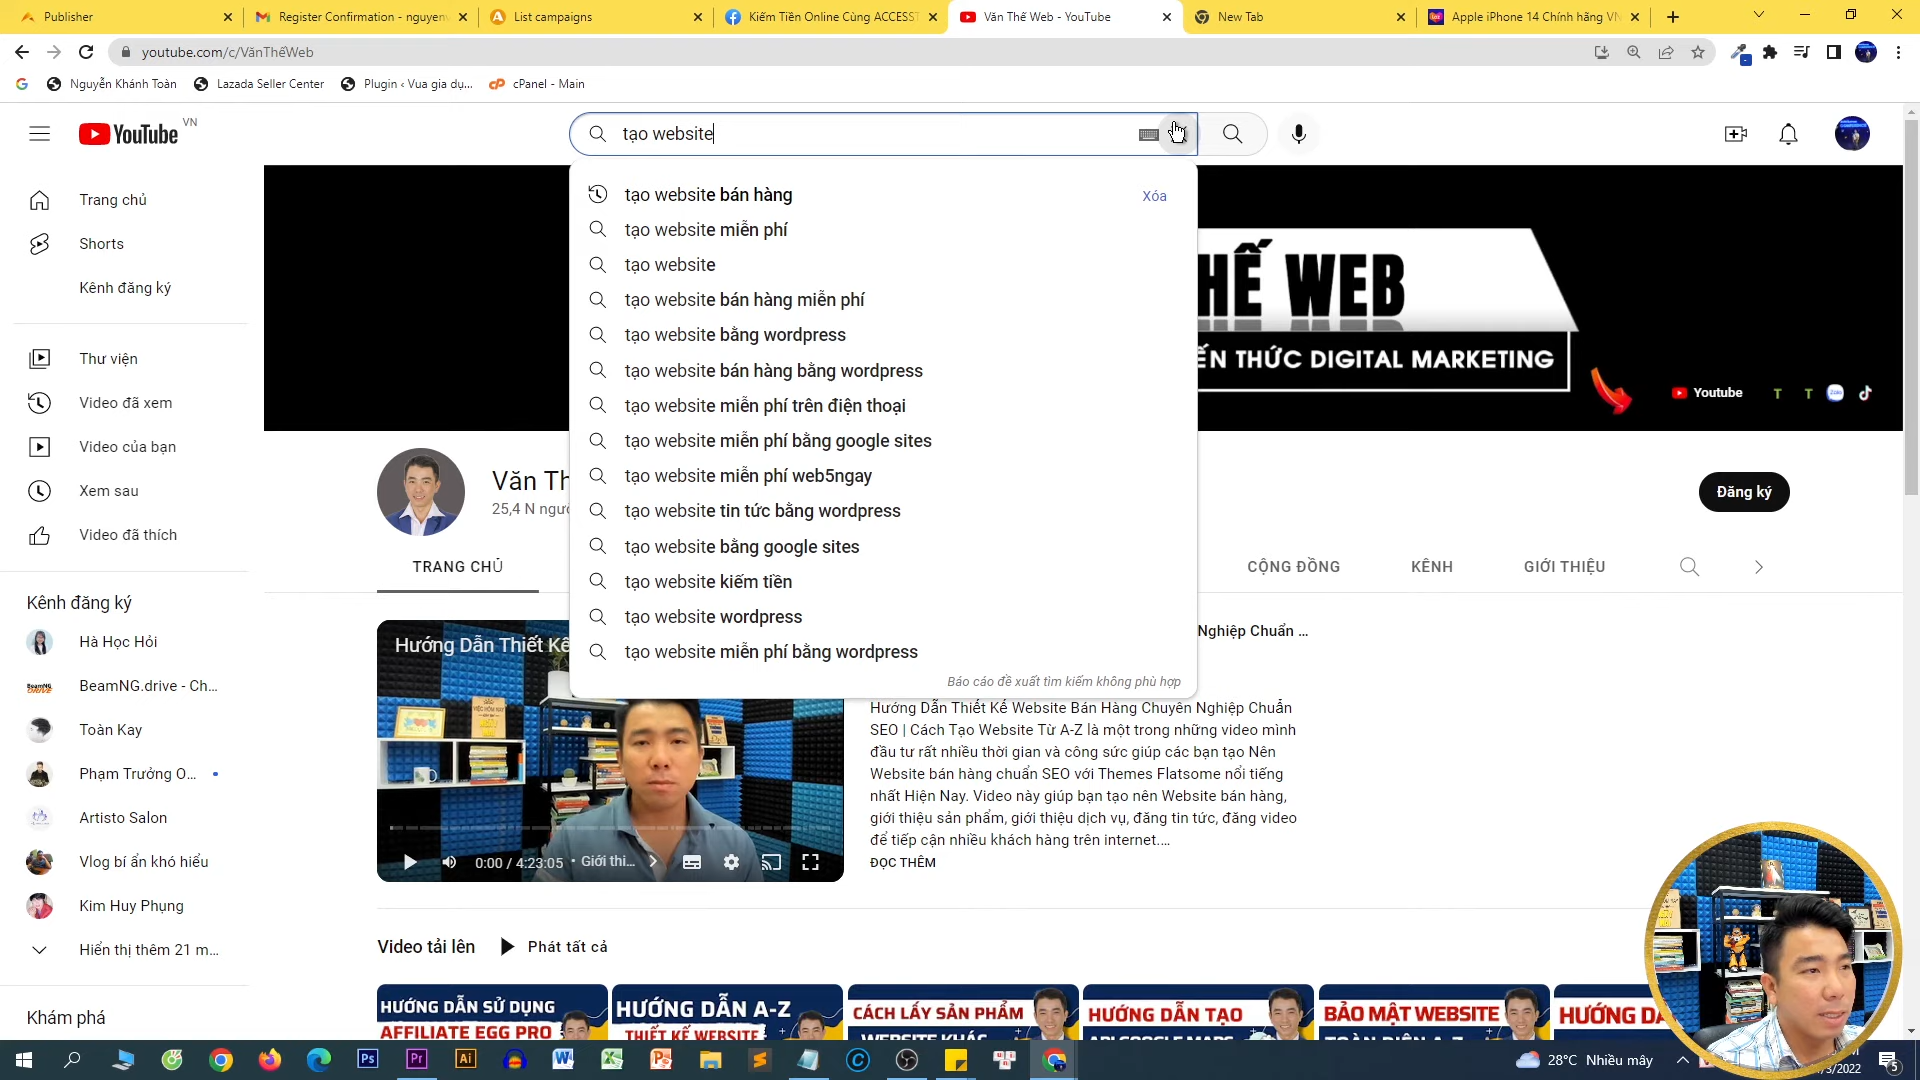 Publisher
Register Confirmation - nguyen
List campaigns
Kiếm Tiền Online Cùng ACCESST
Văn Thế Web - YouTube
New Tab
Apple iPhone 14 Chính hãng VN
youtube.com/c/VănThếWeb
Nguyễn Khánh Toàn
Lazada Seller Center
Plugin ‹ Vua gia dụ...
cPanel - Main
YouTube VN
tạo website
Trang chủ
Shorts
Kênh đăng ký
Thư viện
Video đã xem
Video của bạn
Xem sau
Video đã thích
Kênh đăng ký
Hà Học Hỏi
BeamNG.drive - Ch...
Toàn Kay
Phạm Trưởng O...
Artisto Salon
Vlog bí ẩn khó hiểu
Kim Huy Phụng
Hiển thị thêm 21 m...
Khám phá
tạo website bán hàng
Xóa
tạo website miễn phí
tạo website
tạo website bán hàng miễn phí
tạo website bằng wordpress
tạo website bán hàng bằng wordpress
tạo website miễn phí trên điện thoại
tạo website miễn phí bằng google sites
tạo website miễn phí web5ngay
tạo website tin tức bằng wordpress
tạo website bằng google sites
tạo website kiếm tiền
tạo website wordpress
tạo website miễn phí bằng wordpress
Báo cáo đề xuất tìm kiếm không phù hợp
HẾ WEB
ẾN THỨC DIGITAL MARKETING
Youtube
T T Zalo
Văn Th
25,4 N ngườ
Đăng ký
TRANG CHỦ
CỘNG ĐỒNG
KÊNH
GIỚI THIỆU
Hướng Dẫn Thiết Kế
Nghiệp Chuẩn ...
Hướng Dẫn Thiết Kế Website Bán Hàng Chuyên Nghiệp Chuẩn
SEO | Cách Tạo Website Từ A-Z là một trong những video mình
đầu tư rất nhiều thời gian và công sức giúp các bạn tạo Nên
Website bán hàng chuẩn SEO với Themes Flatsome nổi tiếng
nhất Hiện Nay. Video này giúp bạn tạo nên Website bán hàng,
giới thiệu sản phẩm, giới thiệu dịch vụ, đăng tin tức, đăng video
để tiếp cận nhiều khách hàng trên internet....
ĐỌC THÊM
0:00 / 4:23:05 • Giới thi...
Video tải lên
Phát tất cả
HƯỚNG DẪN SỬ DỤNG
AFFILIATE EGG PRO
HƯỚNG DẪN A-Z
THIẾT KẾ WEBSITE
CÁCH LẤY SẢN PHẨM
WEBSITE KHÁC
HƯỚNG DẪN TẠO
API GOOGLE MAPS
BẢO MẬT WEBSITE
TOÀN DIỆN A-Z
HƯỚNG DẪ
28°C Nhiều mây
/3/2022
5